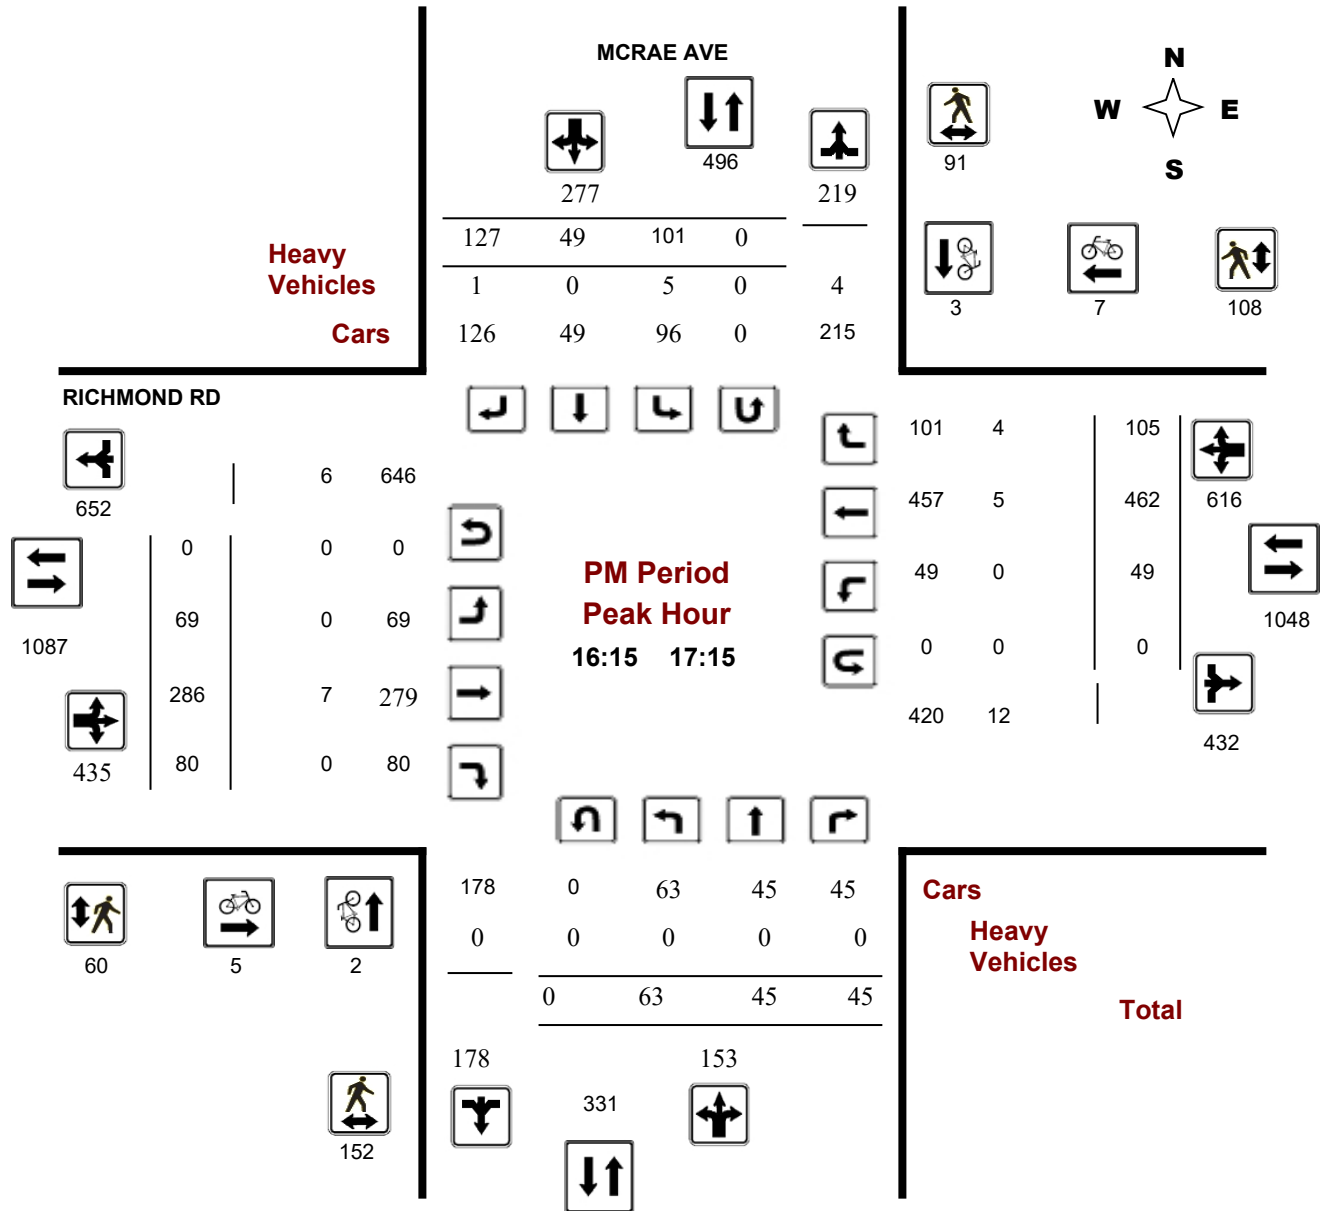 MCRAE AVE
N
W E
S
496
91
277 219
127 49 101 0
Heavy
Vehicles
1 0 5 0 4
3 7 108
Cars 126 49 96 0 215
RICHMOND RD
101 4 105
6 646
652
457 5 462 616
0 0 0
PM Period
49 0 49
Peak Hour
69 0 69
1048
1087
0 0 0
16:15 17:15
286 7 279
420 12
432
435 80 0 80
178 0 63 45 45
Cars
0 0 0 0 0
Heavy
Vehicles
60 5 2
0 63 45 45
Total
178 153
331
152